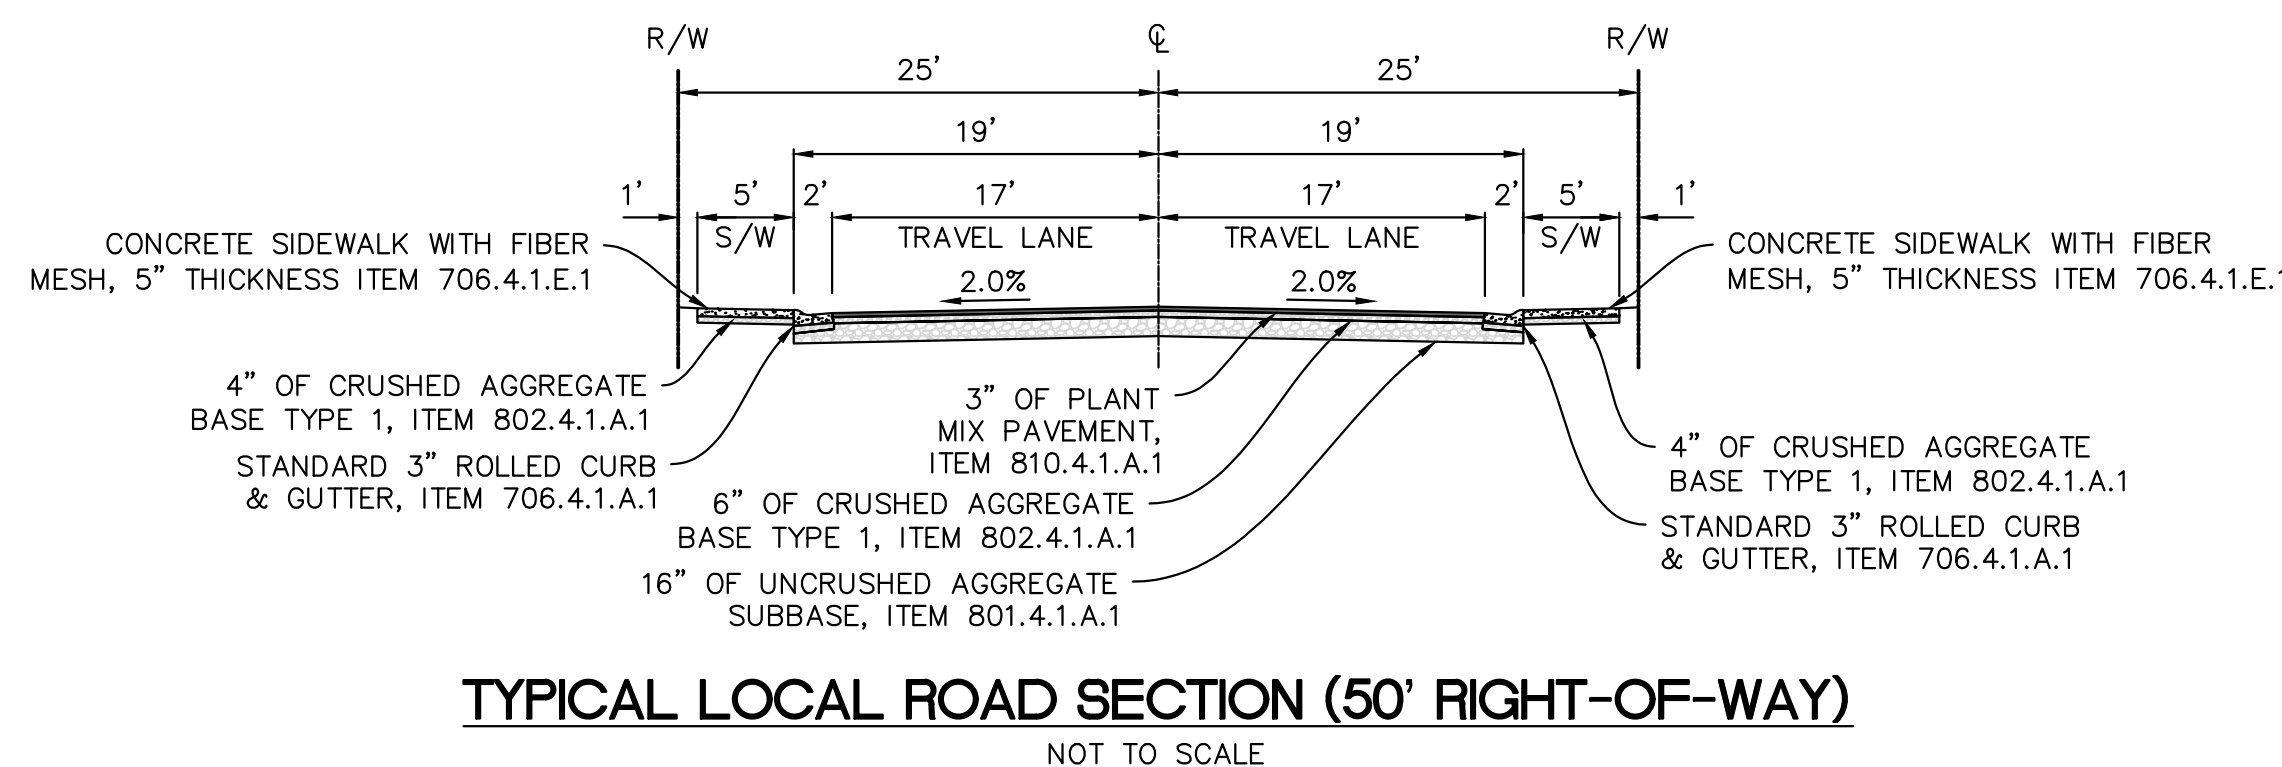 R/W ℄ R/W
25' 25'
19' 19'
1' 5' 2' 17' 17' 2' 5' 1'
S/W TRAVEL LANE TRAVEL LANE S/W
2.0% 2.0%
CONCRETE SIDEWALK WITH FIBER
MESH, 5" THICKNESS ITEM 706.4.1.E.1
CONCRETE SIDEWALK WITH FIBER
MESH, 5" THICKNESS ITEM 706.4.1.E.1
4" OF CRUSHED AGGREGATE
BASE TYPE 1, ITEM 802.4.1.A.1
STANDARD 3" ROLLED CURB
& GUTTER, ITEM 706.4.1.A.1
3" OF PLANT
MIX PAVEMENT,
ITEM 810.4.1.A.1
6" OF CRUSHED AGGREGATE
BASE TYPE 1, ITEM 802.4.1.A.1
16" OF UNCRUSHED AGGREGATE
SUBBASE, ITEM 801.4.1.A.1
4" OF CRUSHED AGGREGATE
BASE TYPE 1, ITEM 802.4.1.A.1
STANDARD 3" ROLLED CURB
& GUTTER, ITEM 706.4.1.A.1
TYPICAL LOCAL ROAD SECTION (50' RIGHT-OF-WAY)
NOT TO SCALE